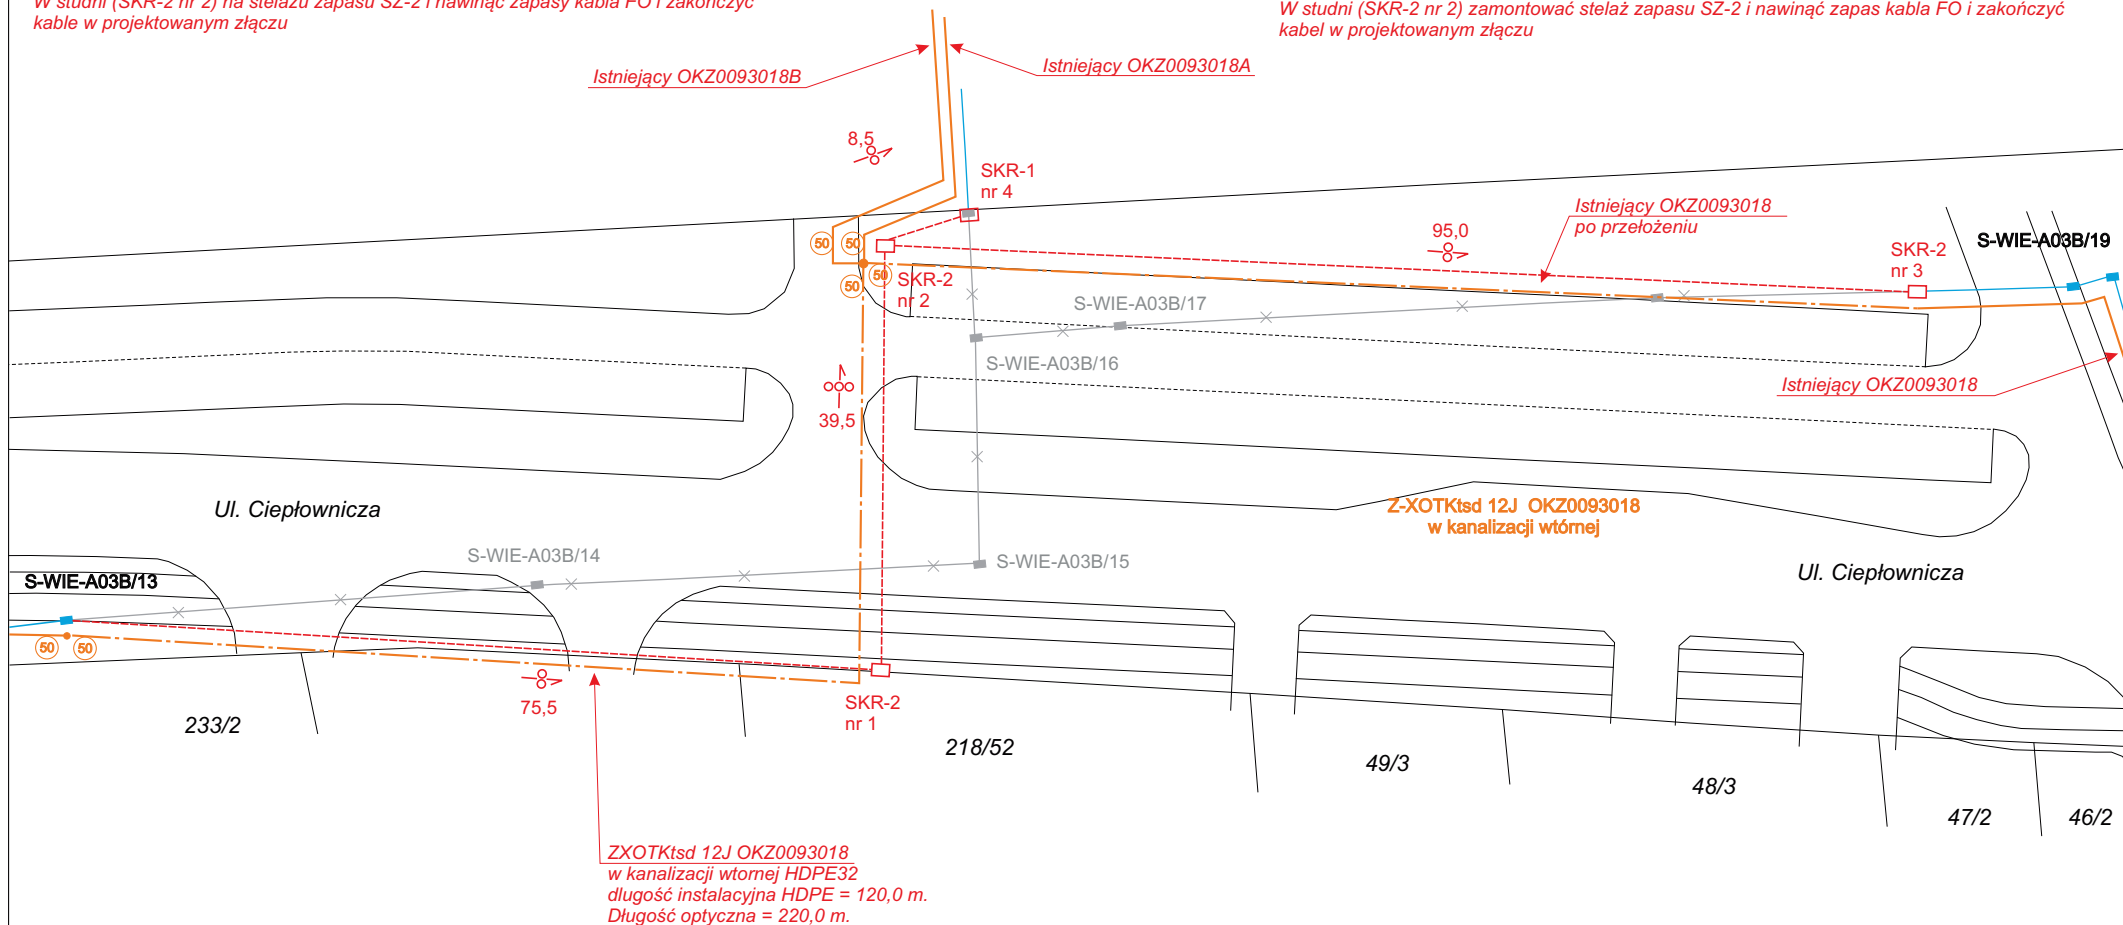 W studni (SKR-2 nr 2) na stelażu zapasu SZ-2 i nawinąć zapasy kabla FO i zakończyć
kable w projektowanym złączu
W studni (SKR-2 nr 2) zamontować stelaż zapasu SZ-2 i nawinąć zapas kabla FO i zakończyć
kabel w projektowanym złączu
Istniejący OKZ0093018B
Istniejący OKZ0093018A
8,5
SKR-1
nr 4
Istniejący OKZ0093018
po przełożeniu
95,0
SKR-2
nr 3
S-WIE-A03B/19
50
50
50
50
SKR-2
nr 2
S-WIE-A03B/17
S-WIE-A03B/16
Istniejący OKZ0093018
39,5
Ul. Ciepłownicza
Z-XOTKtsd 12J OKZ0093018
w kanalizacji wtórnej
S-WIE-A03B/14
S-WIE-A03B/15
Ul. Ciepłownicza
S-WIE-A03B/13
50
50
75,5
SKR-2
nr 1
233/2
218/52
49/3
48/3
47/2
46/2
ZXOTKtsd 12J OKZ0093018
w kanalizacji wtornej HDPE32
dlugość instalacyjna HDPE = 120,0 m.
Długość optyczna = 220,0 m.